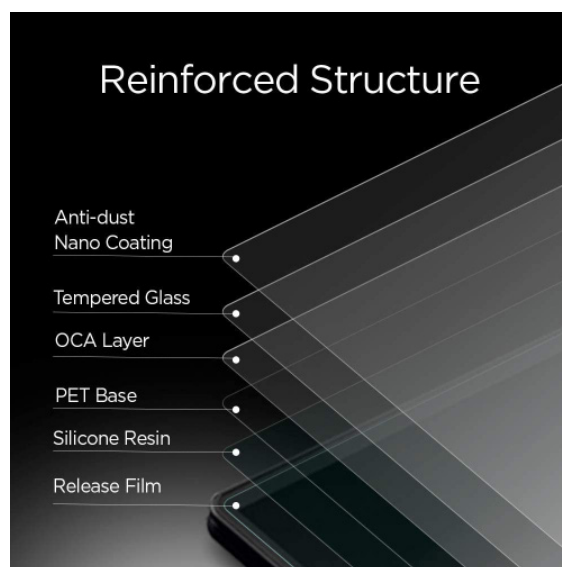 Reinforced Structure
Anti-dust
Nano Coating
Tempered Glass
OCA Layer
PET Base
Silicone Resin
Release Film